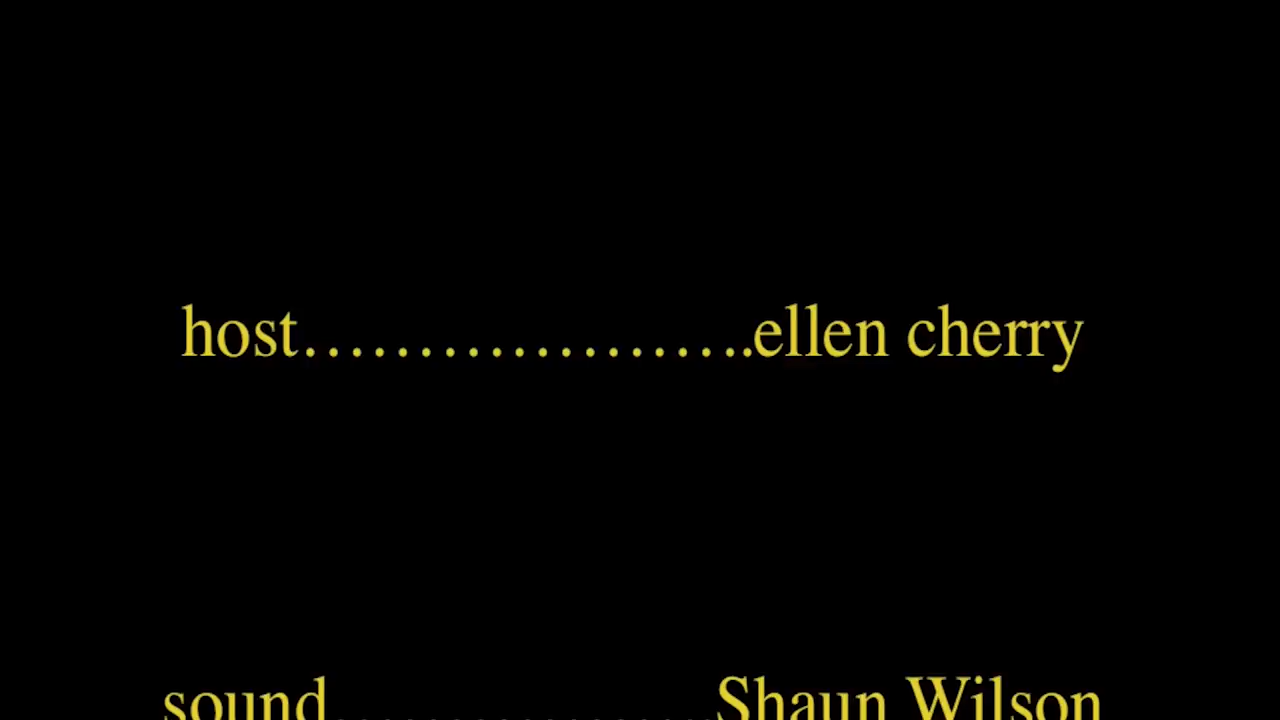 host………………….ellen cherry
sound……………….Shaun Wilson